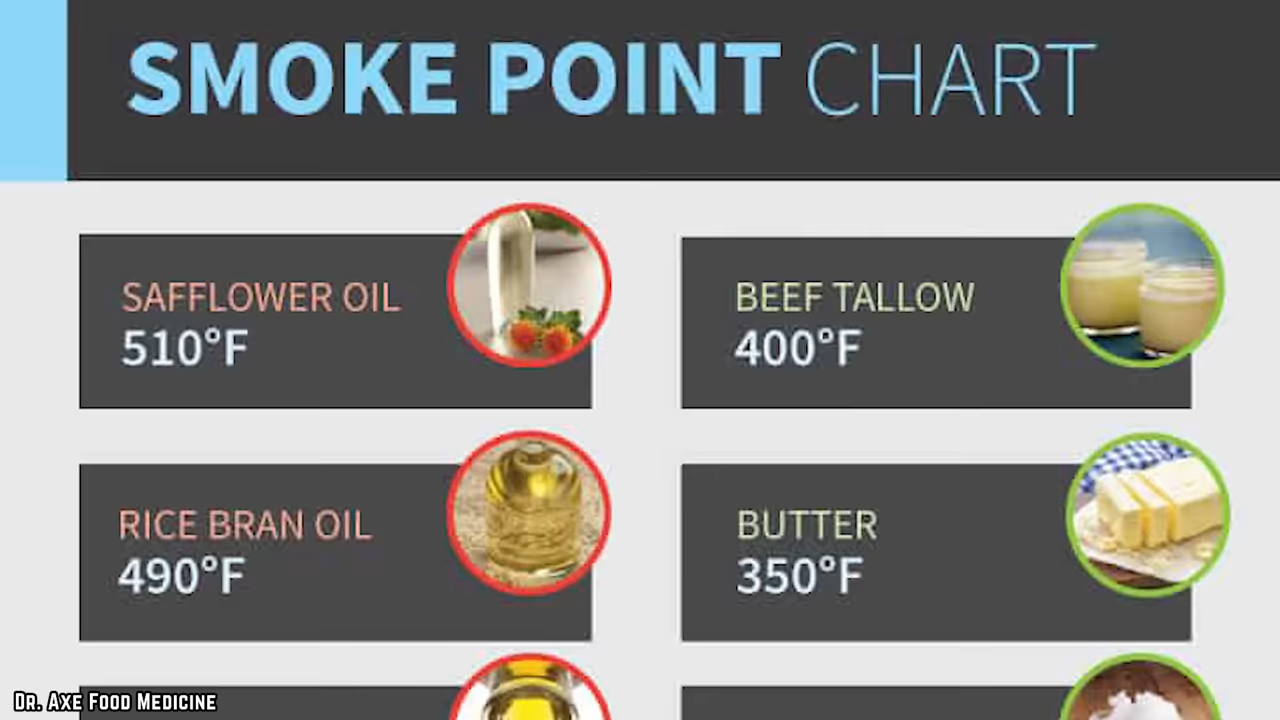 SMOKE POINT CHART
SAFFLOWER OIL
510°F
BEEF TALLOW
400°F
RICE BRAN OIL
490°F
BUTTER
350°F
DR. AXE FOOD MEDICINE